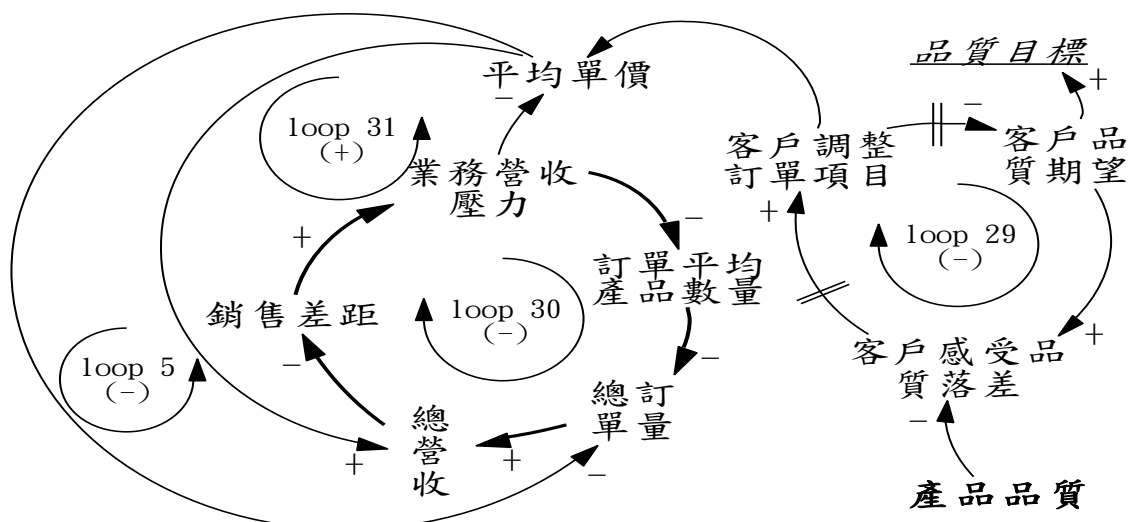 品質目標
+
平均單價
−
loop 31
(+)
客戶調整
訂單項目
−
客戶品
質期望
業務營收
壓力
+
−
+
loop 29
(−)
訂單平均
產品數量
銷售差距
loop 30
(−)
−
−
+
客戶感受品
質落差
loop 5
(−)
總訂
單量
總
營
收
+
+
−
−
產品品質